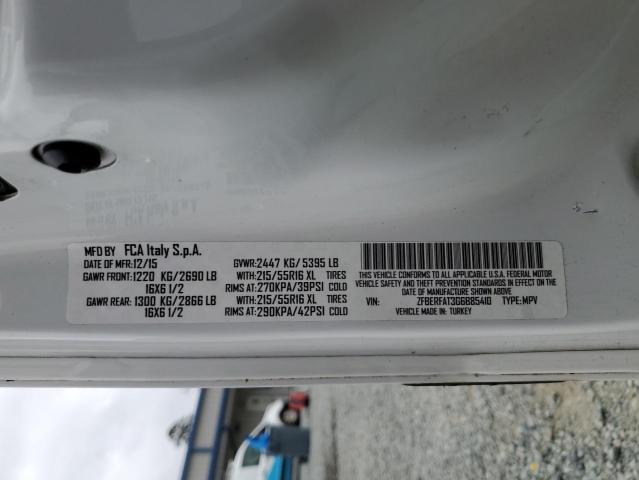 MFD BY FCA Italy S.p.A.
DATE OF MFR: 12/15 GVWR: 2447 KG/5395 LB
GAWR FRONT: 1220 KG/2690 LB WITH: 215/55R16 XL TIRES
16X6 1/2 RIMS AT: 270KPA/39PSI COLD
GAWR REAR: 1300 KG/2866 LB WITH: 215/55R16 XL TIRES
16X6 1/2 RIMS AT: 290KPA/42PSI COLD
THIS VEHICLE CONFORMS TO ALL APPLICABLE U.S.A. FEDERAL MOTOR
VEHICLE SAFETY AND THEFT PREVENTION STANDARDS IN EFFECT ON THE
DATE OF MANUFACTURE SHOWN ABOVE
VIN: ZFBERFAT3G6B85410 TYPE: MPV
VEHICLE MADE IN: TURKEY